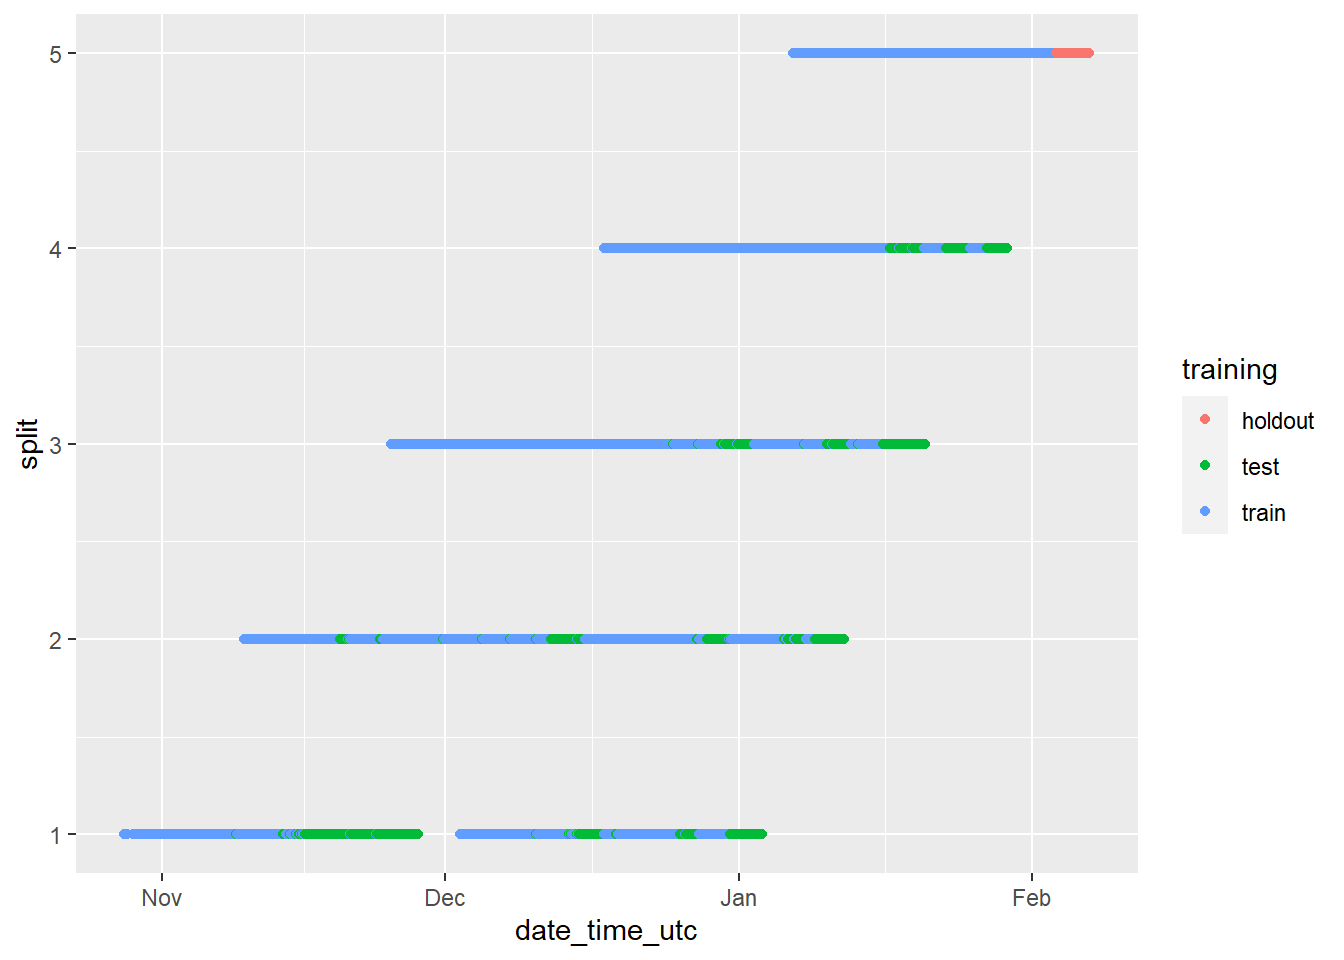 5
4
3
2
1
split
Nov Dec Jan Feb
date_time_utc
training
holdout
test
train